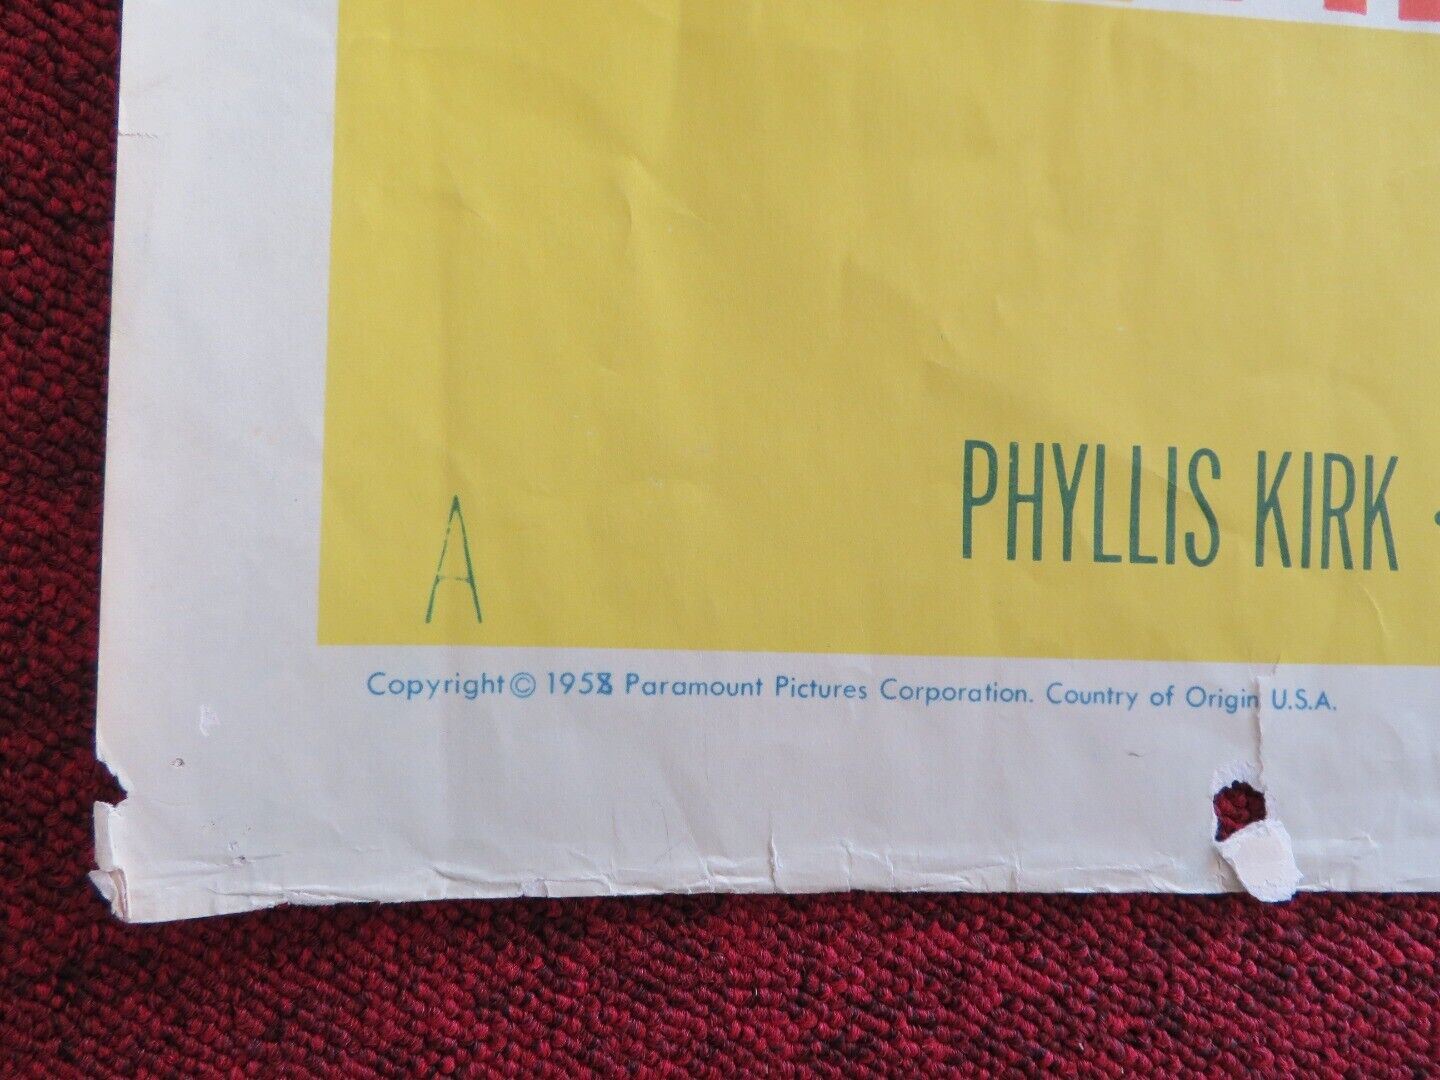 PHYLLIS KIRK •
A
Copyright © 1958 Paramount Pictures Corporation. Country of Origin U.S.A.